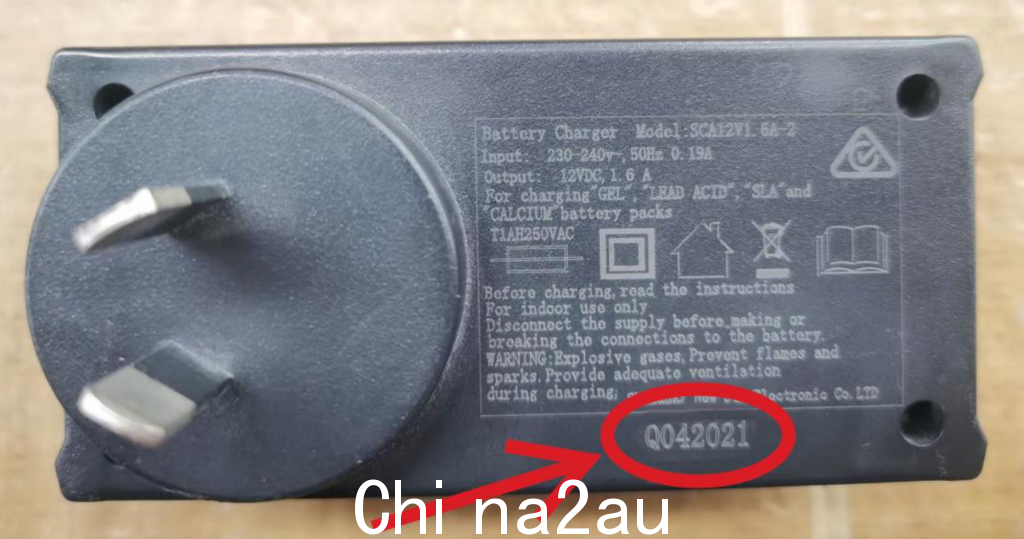 Battery Charger Model:SCA12V1.6A-2
Input: 230-240v~, 50Hz 0.19A
Output: 12VDC, 1.6 A
For charging"GEL", "LEAD ACID", "SLA"and
"CALCIUM"battery packs
T1AH250VAC
Before charging, read the instructions
For indoor use only
Disconnect the supply before making or
breaking the connections to the battery.
WARNING:Explosive gases, Prevent flames and
sparks. Provide adequate ventilation
during charging; New Electronic Co. LTD
Q042021
China2au